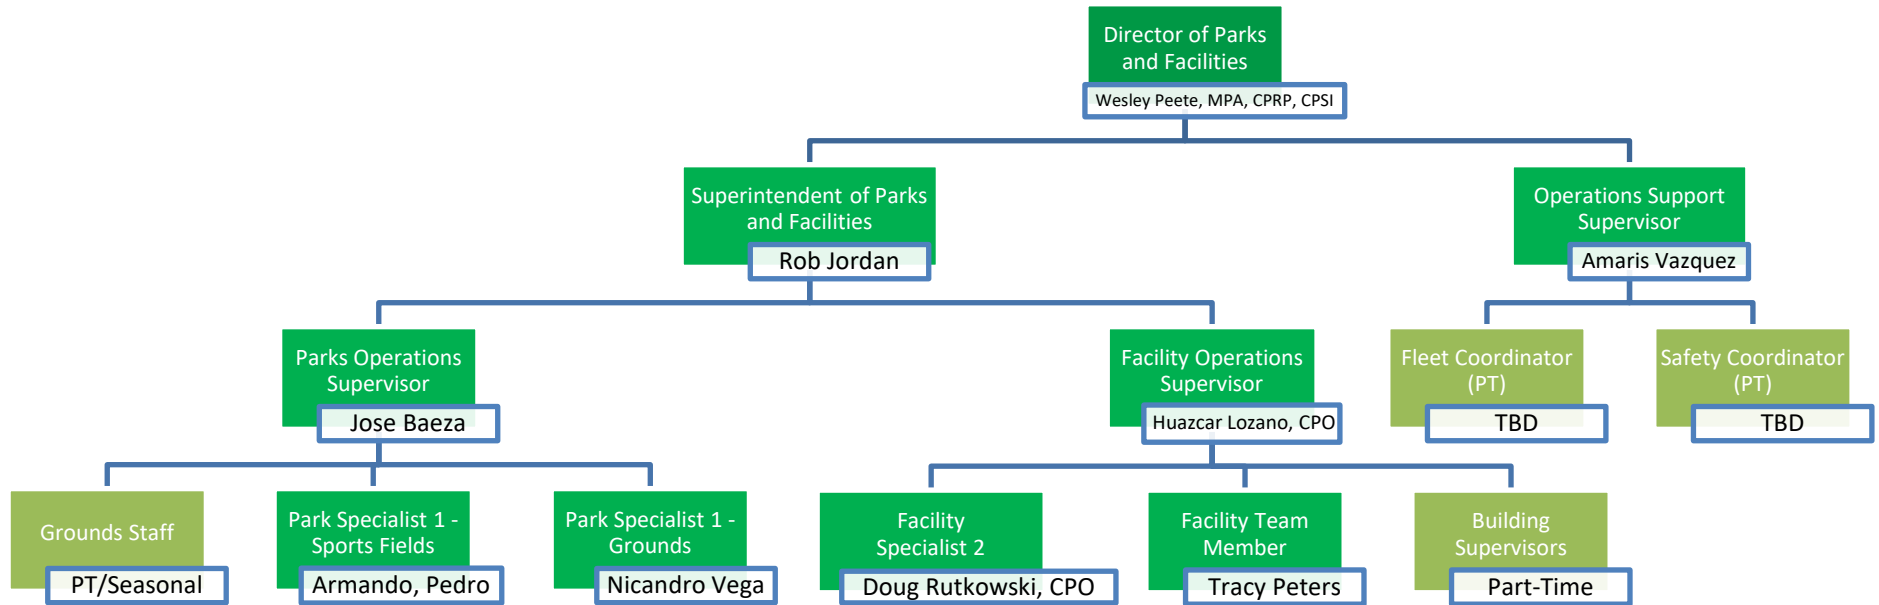 Director of Parks
and Facilities
Wesley Peete, MPA, CPRP, CPSI
Superintendent of Parks
and Facilities
Rob Jordan
Operations Support
Supervisor
Amaris Vazquez
Parks Operations
Supervisor
Jose Baeza
Facility Operations
Supervisor
Huazcar Lozano, CPO
Fleet Coordinator
(PT)
TBD
Safety Coordinator
(PT)
TBD
Grounds Staff
PT/Seasonal
Park Specialist 1 -
Sports Fields
Armando, Pedro
Park Specialist 1 -
Grounds
Nicandro Vega
Facility
Specialist 2
Doug Rutkowski, CPO
Facility Team
Member
Tracy Peters
Building
Supervisors
Part-Time